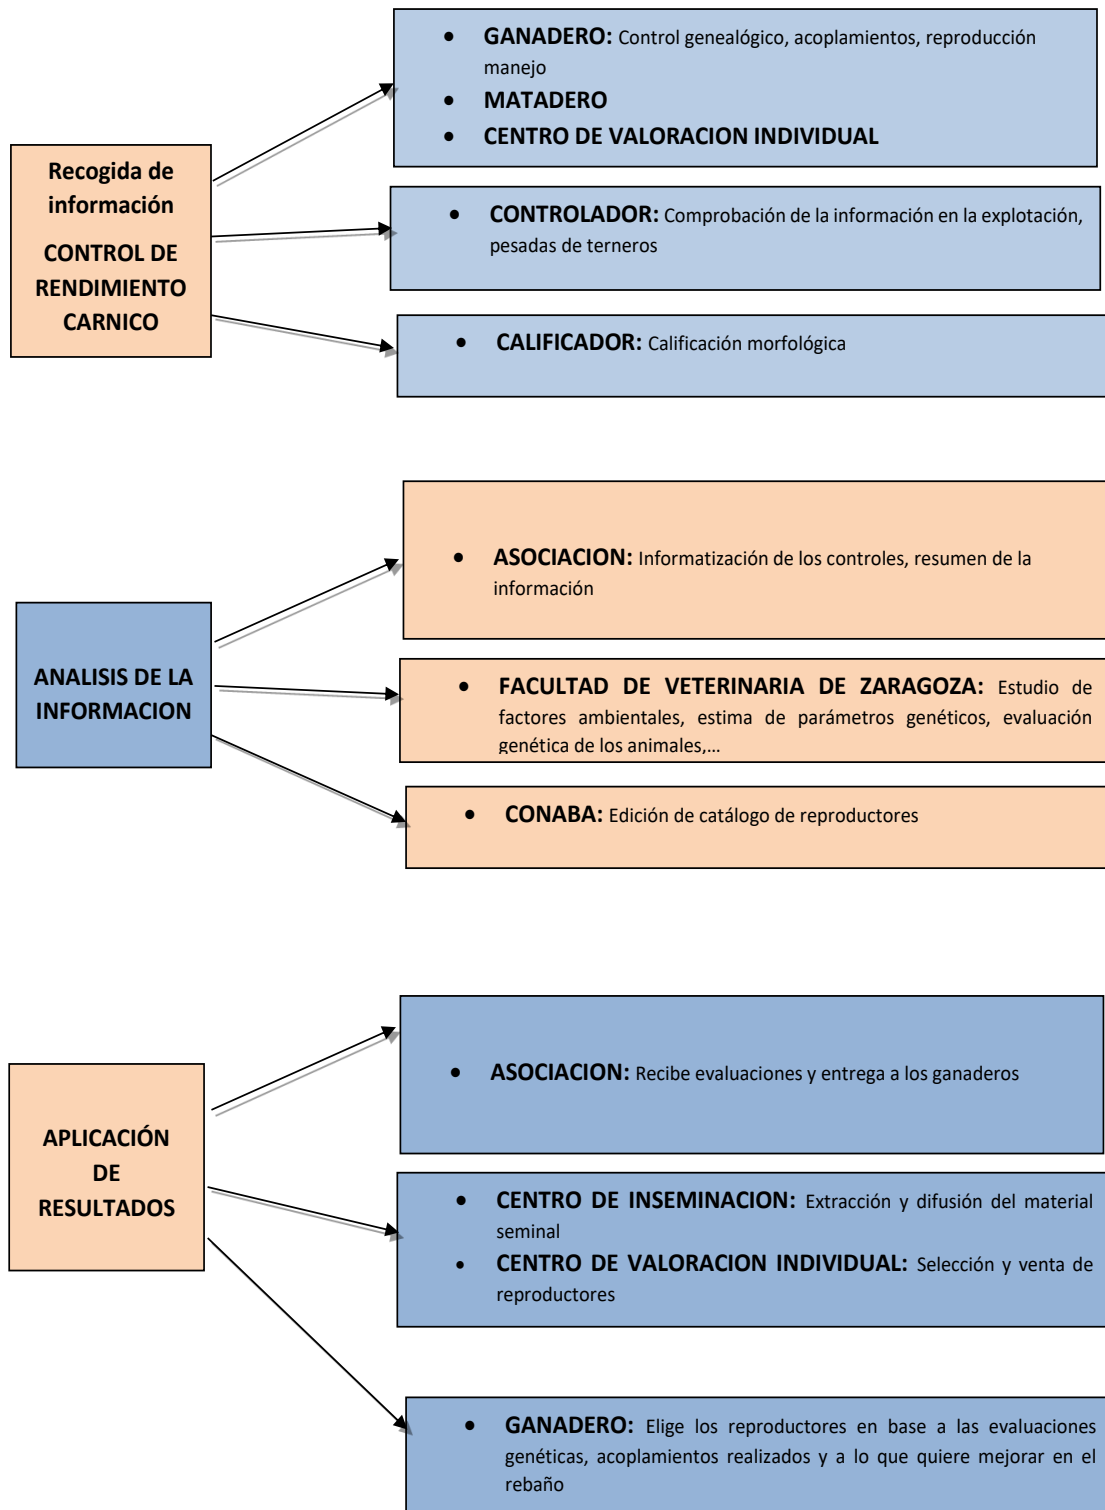 • GANADERO: Control genealógico, acoplamientos, reproducción
manejo
• MATADERO
• CENTRO DE VALORACION INDIVIDUAL
Recogida de
información
CONTROL DE
RENDIMIENTO
CARNICO
• CONTROLADOR: Comprobación de la información en la explotación,
pesadas de terneros
• CALIFICADOR: Calificación morfológica
• ASOCIACION: Informatización de los controles, resumen de la
información
ANALISIS DE LA
INFORMACION
• FACULTAD DE VETERINARIA DE ZARAGOZA: Estudio de
factores ambientales, estima de parámetros genéticos, evaluación
genética de los animales,...
• CONABA: Edición de catálogo de reproductores
• ASOCIACION: Recibe evaluaciones y entrega a los ganaderos
APLICACIÓN
DE
RESULTADOS
• CENTRO DE INSEMINACION: Extracción y difusión del material
seminal
• CENTRO DE VALORACION INDIVIDUAL: Selección y venta de
reproductores
• GANADERO: Elige los reproductores en base a las evaluaciones
genéticas, acoplamientos realizados y a lo que quiere mejorar en el
rebaño